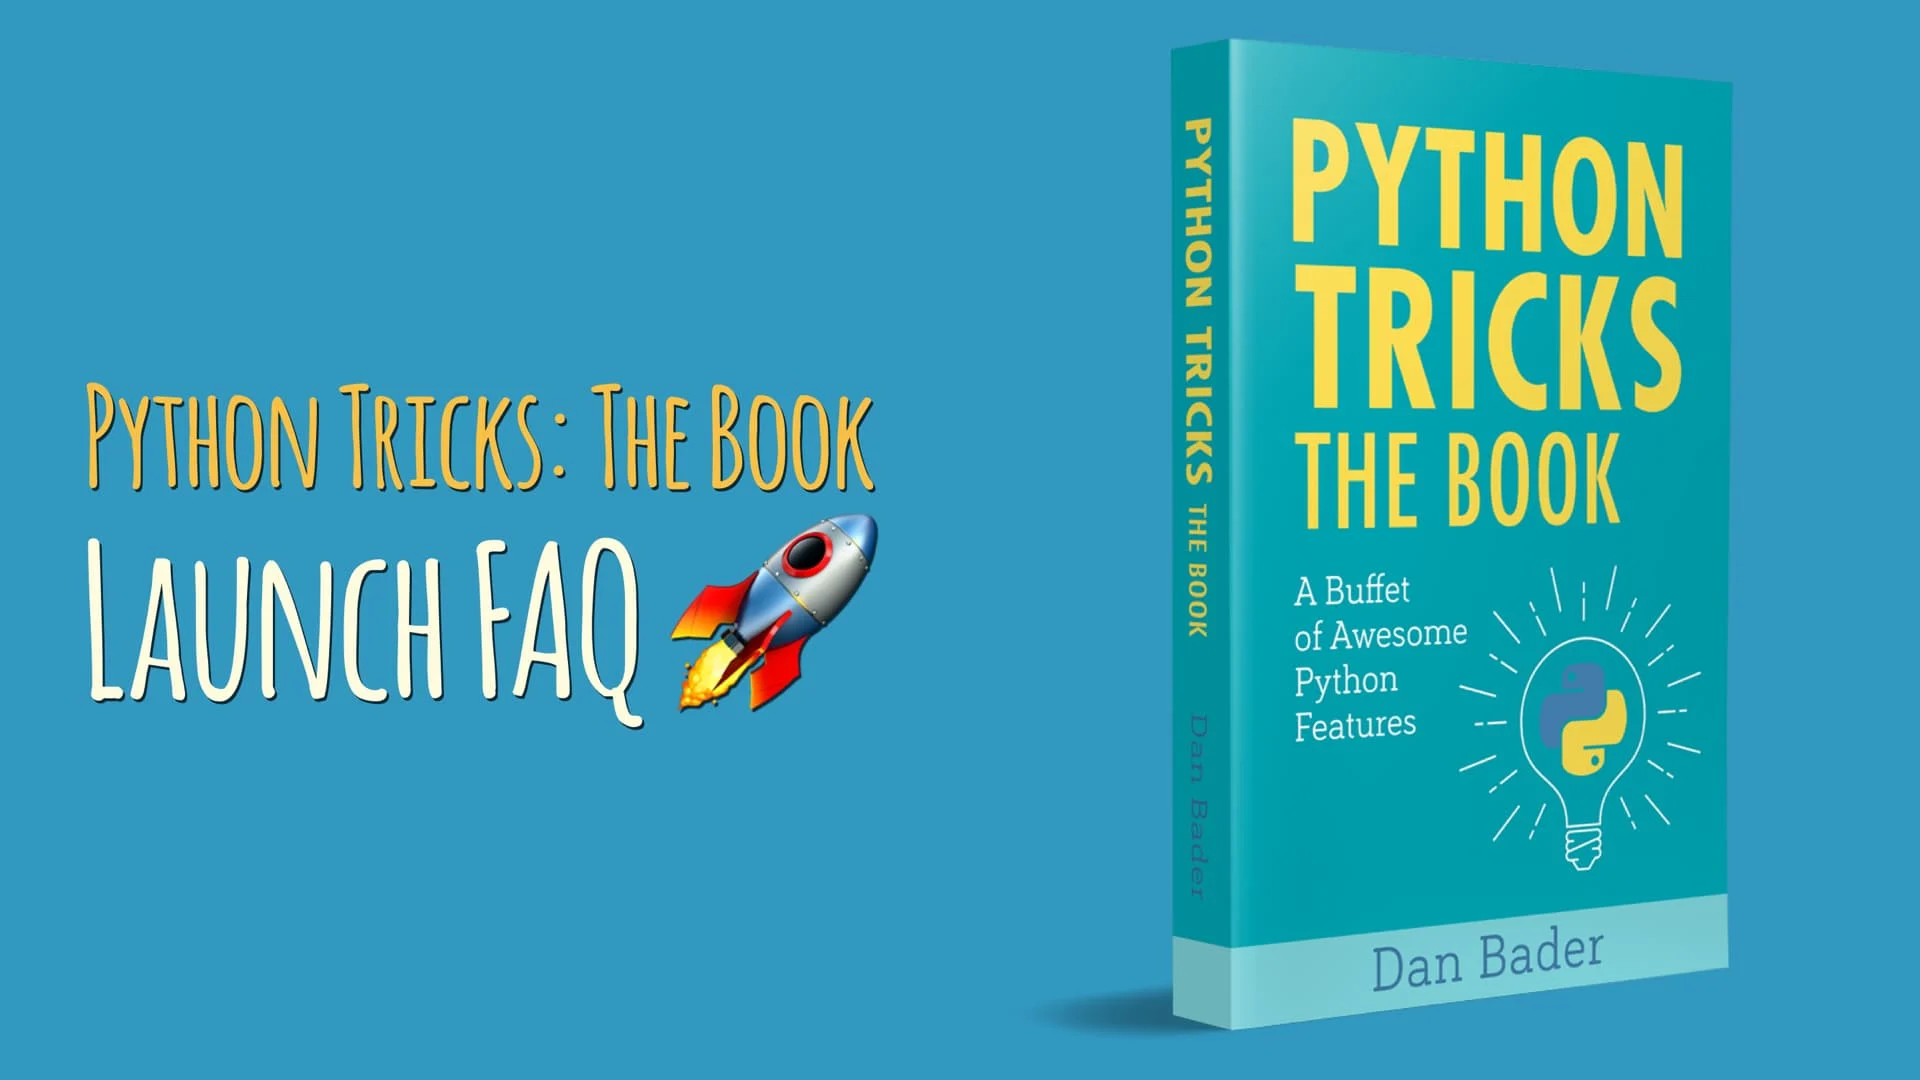 Python Tricks: The Book
Launch FAQ
PYTHON TRICKS THE BOOK
Dan Bader
PYTHON
TRICKS
THE BOOK
A Buffet
of Awesome
Python
Features
Dan Bader